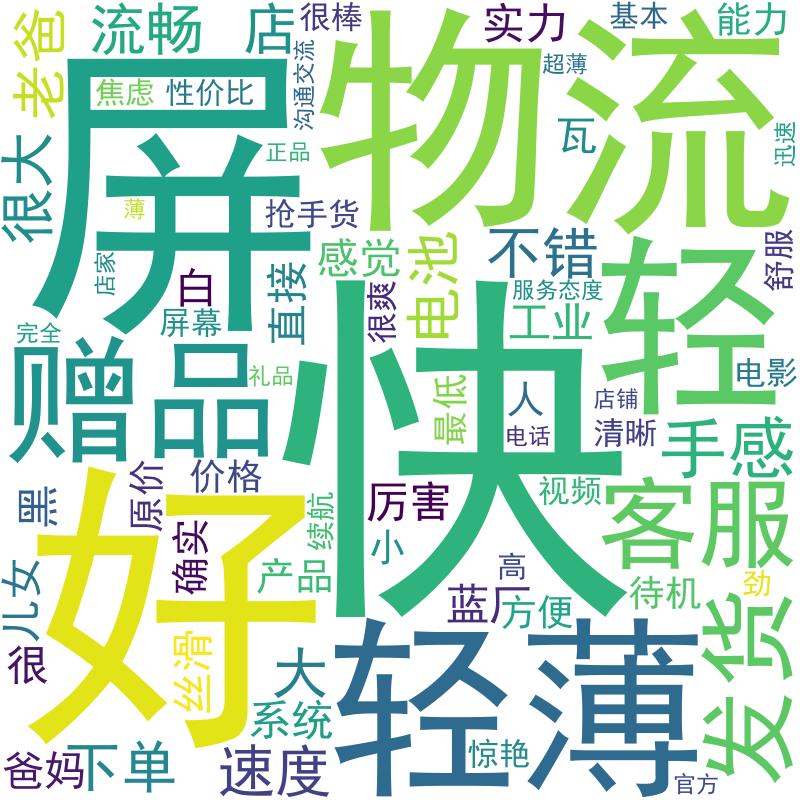 老爸
流畅
店
很棒
实力
基本
能力
焦虑
性价比
沟通交流
超薄
屏
物流
瓦
迅速
正品
很大
薄
抢手货
店家
白
感觉
电池
不错
轻
舒服
直接
很爽
服务态度
完全
屏幕
工业
赠品
快
礼品
最低
人
店铺
电影
电话
清晰
手感
黑
原价
价格
续航
厉害
视频
客服
好
确实
小
儿女
产品
高
待机
劲
蓝厂
方便
发货
很
丝滑
大
轻薄
系统
爸妈
下单
速度
惊艳
官方